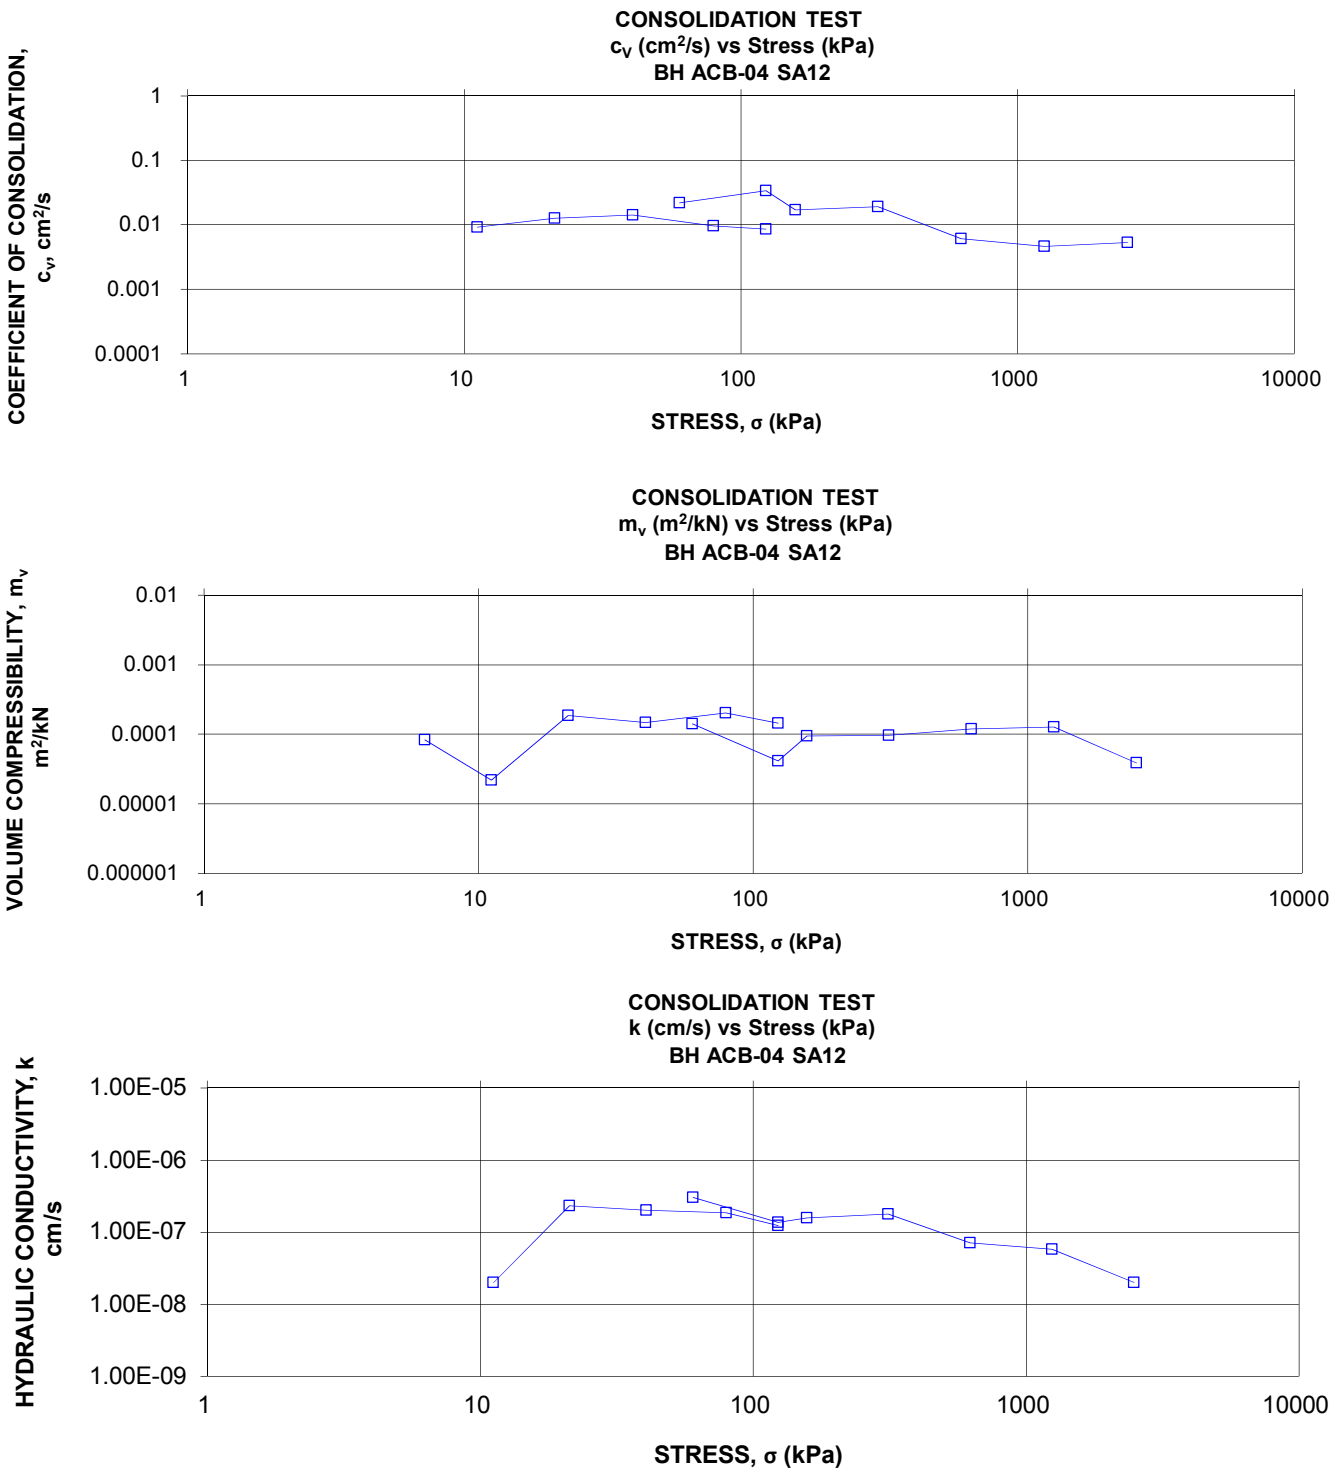 CONSOLIDATION TEST
cV (cm²/s) vs Stress (kPa)
BH ACB-04 SA12
COEFFICIENT OF CONSOLIDATION,
cv, cm²/s
1
0.1
0.01
0.001
0.0001
1 10 100 1000 10000
STRESS, σ (kPa)
CONSOLIDATION TEST
mv (m²/kN) vs Stress (kPa)
BH ACB-04 SA12
VOLUME COMPRESSIBILITY, mv
m²/kN
0.01
0.001
0.0001
0.00001
0.000001
1 10 100 1000 10000
STRESS, σ (kPa)
CONSOLIDATION TEST
k (cm/s) vs Stress (kPa)
BH ACB-04 SA12
HYDRAULIC CONDUCTIVITY, k
cm/s
1.00E-05
1.00E-06
1.00E-07
1.00E-08
1.00E-09
1 10 100 1000 10000
STRESS, σ (kPa)